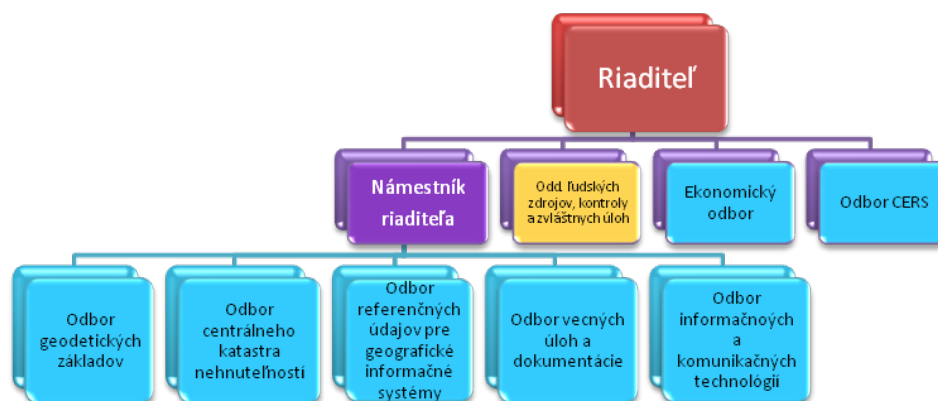 Riaditeľ
Námestník
riaditeľa
Odd. ľudských
zdrojov, kontroly
a zvláštnych úloh
Ekonomický
odbor
Odbor CERS
Odbor
geodetických
základov
Odbor
centrálneho
katastra
nehnuteľností
Odbor
referenčných
údajov pre
geografické
informačné
systémy
Odbor vecných
úloh a
dokumentácie
Odbor
informačnoých
a
komunikačných
technológií